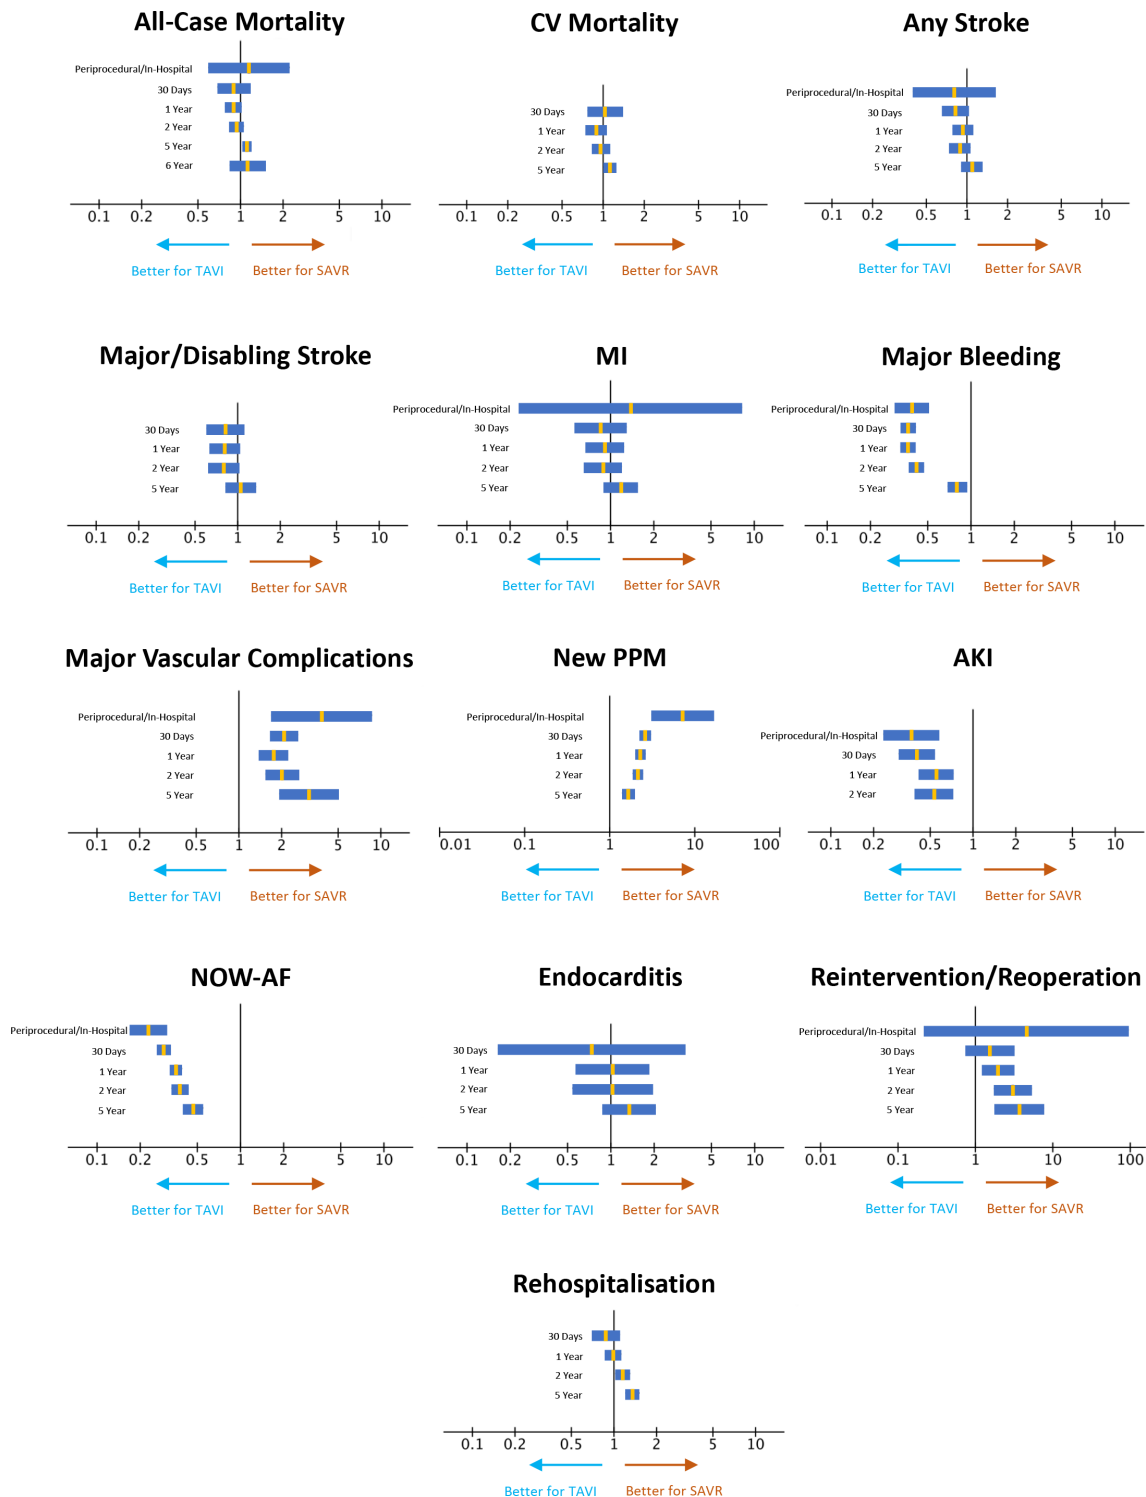 All-Case Mortality
Periprocedural/In-Hospital
30 Days
1 Year
2 Year
5 Year
6 Year
0.1 0.2 0.5 1 2 5 10
Better for TAVI Better for SAVR
CV Mortality
30 Days
1 Year
2 Year
5 Year
0.1 0.2 0.5 1 2 5 10
Better for TAVI Better for SAVR
Any Stroke
Periprocedural/In-Hospital
30 Days
1 Year
2 Year
5 Year
0.1 0.2 0.5 1 2 5 10
Better for TAVI Better for SAVR
Major/Disabling Stroke
30 Days
1 Year
2 Year
5 Year
0.1 0.2 0.5 1 2 5 10
Better for TAVI Better for SAVR
MI
Periprocedural/In-Hospital
30 Days
1 Year
2 Year
5 Year
0.1 0.2 0.5 1 2 5 10
Better for TAVI Better for SAVR
Major Bleeding
Periprocedural/In-Hospital
30 Days
1 Year
2 Year
5 Year
0.1 0.2 0.5 1 2 5 10
Better for TAVI Better for SAVR
Major Vascular Complications
Periprocedural/In-Hospital
30 Days
1 Year
2 Year
5 Year
0.1 0.2 0.5 1 2 5 10
Better for TAVI Better for SAVR
New PPM
Periprocedural/In-Hospital
30 Days
1 Year
2 Year
5 Year
0.01 0.1 1 10 100
Better for TAVI Better for SAVR
AKI
Periprocedural/In-Hospital
30 Days
1 Year
2 Year
0.1 0.2 0.5 1 2 5 10
Better for TAVI Better for SAVR
NOW-AF
Periprocedural/In-Hospital
30 Days
1 Year
2 Year
5 Year
0.1 0.2 0.5 1 2 5 10
Better for TAVI Better for SAVR
Endocarditis
30 Days
1 Year
2 Year
5 Year
0.1 0.2 0.5 1 2 5 10
Better for TAVI Better for SAVR
Reintervention/Reoperation
Periprocedural/In-Hospital
30 Days
1 Year
2 Year
5 Year
0.01 0.1 1 10 100
Better for TAVI Better for SAVR
Rehospitalisation
30 Days
1 Year
2 Year
5 Year
0.1 0.2 0.5 1 2 5 10
Better for TAVI Better for SAVR